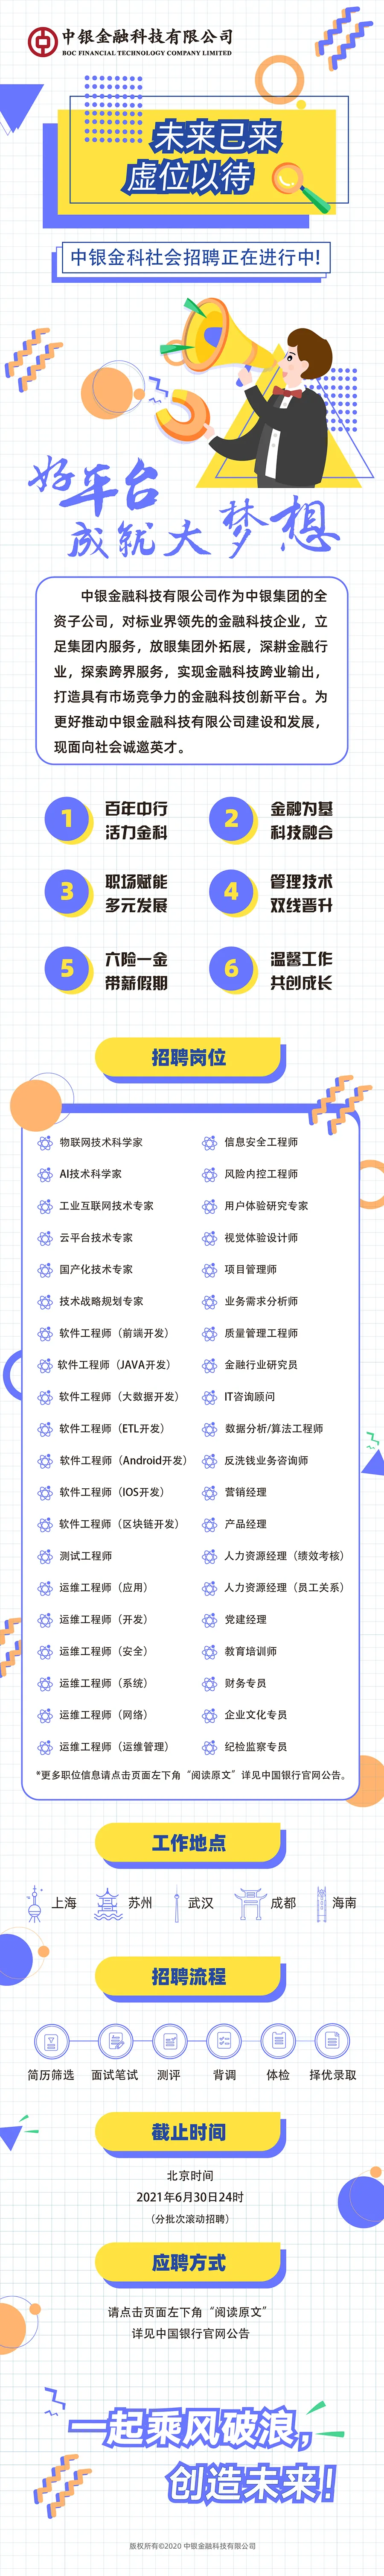 中银金融科技有限公司
BOC FINANCIAL TECHNOLOGY COMPANY LIMITED
未来已来
虚位以待
中银金科社会招聘正在进行中!
好平台
成就大梦想
中银金融科技有限公司作为中银集团的全
资子公司，对标业界领先的金融科技企业，立
足集团内服务，放眼集团外拓展，深耕金融行
业，探索跨界服务，实现金融科技跨业输出，
打造具有市场竞争力的金融科技创新平台。为
更好推动中银金融科技有限公司建设和发展，
现面向社会诚邀英才。
1 百年中行
活力金科
2 金融为基
科技融合
3 职场赋能
多元发展
4 管理技术
双线晋升
5 六险一金
带薪假期
6 温馨工作
共创成长
招聘岗位
物联网技术科学家
信息安全工程师
AI技术科学家
风险内控工程师
工业互联网技术专家
用户体验研究专家
云平台技术专家
视觉体验设计师
国产化技术专家
项目管理师
技术战略规划专家
业务需求分析师
软件工程师（前端开发）
质量管理工程师
软件工程师（JAVA开发）
金融行业研究员
软件工程师（大数据开发）
IT咨询顾问
软件工程师（ETL开发）
数据分析/算法工程师
软件工程师（Android开发）
反洗钱业务咨询师
软件工程师（IOS开发）
营销经理
软件工程师（区块链开发）
产品经理
测试工程师
人力资源经理（绩效考核）
运维工程师（应用）
人力资源经理（员工关系）
运维工程师（开发）
党建经理
运维工程师（安全）
教育培训师
运维工程师（系统）
财务专员
运维工程师（网络）
企业文化专员
运维工程师（运维管理）
纪检监察专员
*更多职位信息请点击页面左下角“阅读原文”详见中国银行官网公告。
工作地点
上海 苏州 武汉 成都 海南
招聘流程
简历筛选 面试笔试 测评 背调 体检 择优录取
截止时间
北京时间
2021年6月30日24时
（分批次滚动招聘）
应聘方式
请点击页面左下角“阅读原文”
详见中国银行官网公告
一起乘风破浪，
创造未来！
版权所有©2020 中银金融科技有限公司